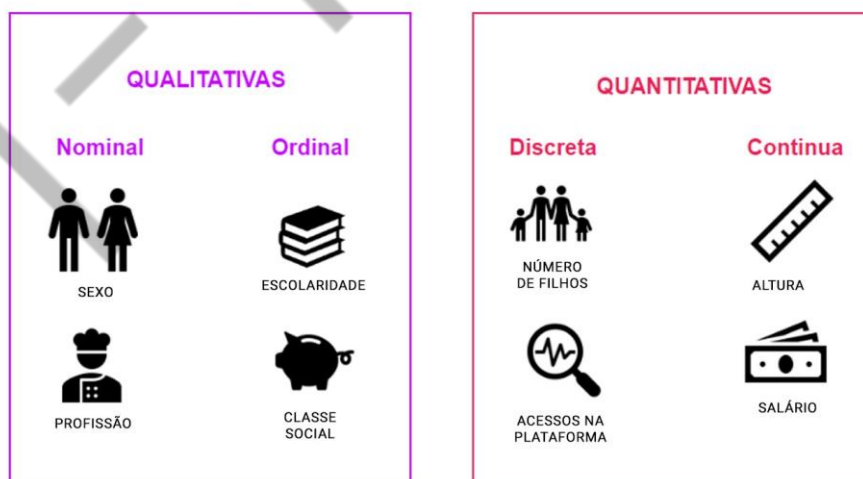 QUALITATIVAS
Nominal
Ordinal
SEXO
ESCOLARIDADE
PROFISSÃO
CLASSE
SOCIAL
QUANTITATIVAS
Discreta
Continua
NÚMERO
DE FILHOS
ALTURA
ACESSOS NA
PLATAFORMA
SALÁRIO